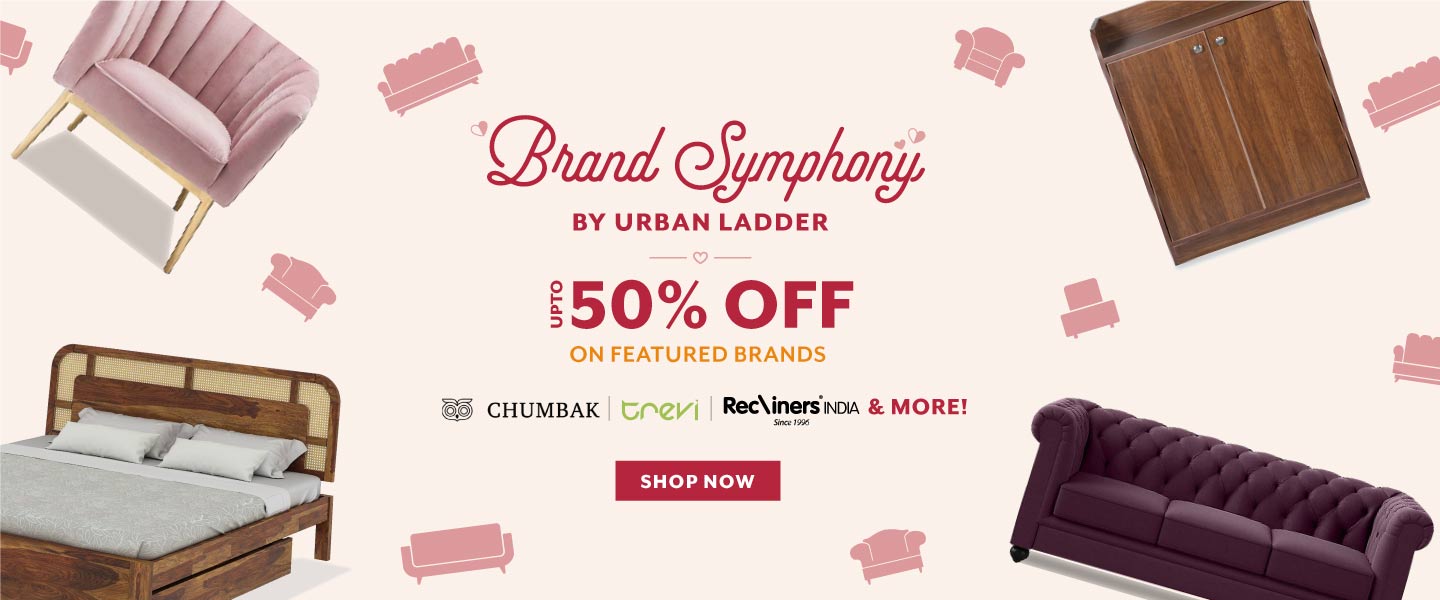 Brand Symphony
BY URBAN LADDER
UPTO 50% OFF
ON FEATURED BRANDS
CHUMBAK | trevi | Recliners® INDIA & MORE!
Since 1996
SHOP NOW